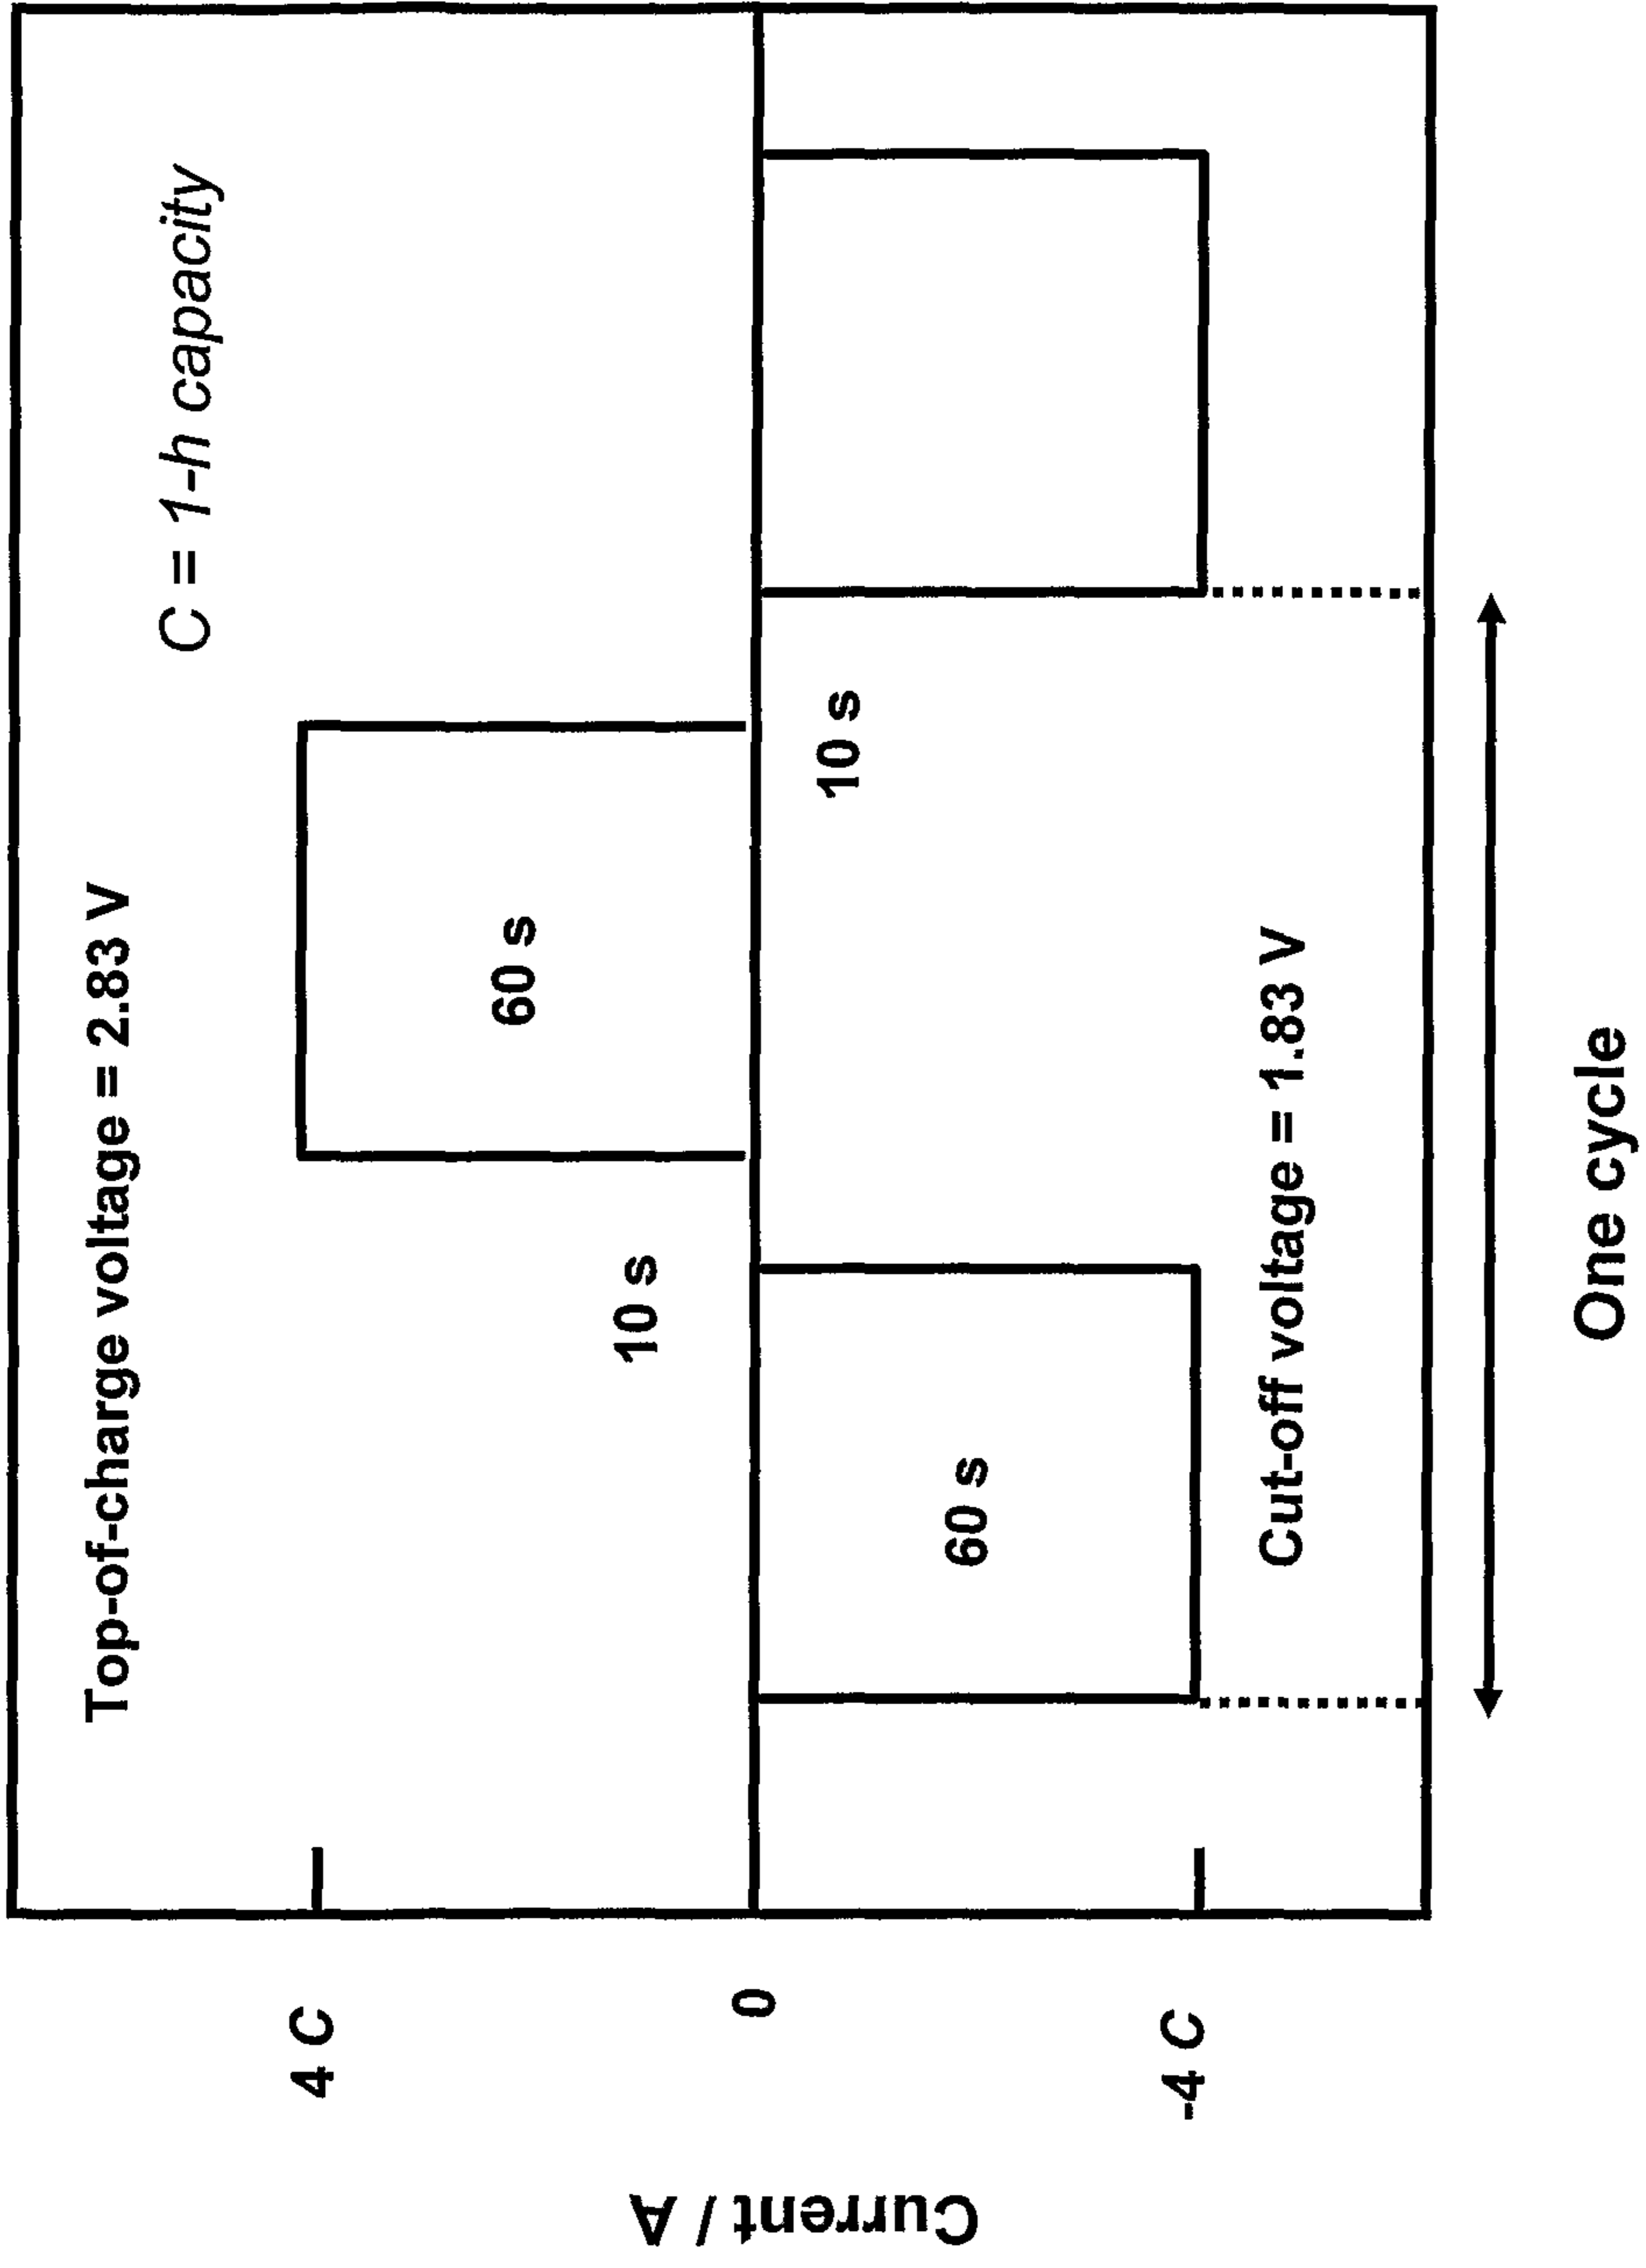 Top-of-charge voltage = 2.83 V
C = 1-h capacity
4 C
60 s
10 s
0
10 s
60 s
-4 C
Cut-off voltage = 1.83 V
Current / A
One cycle